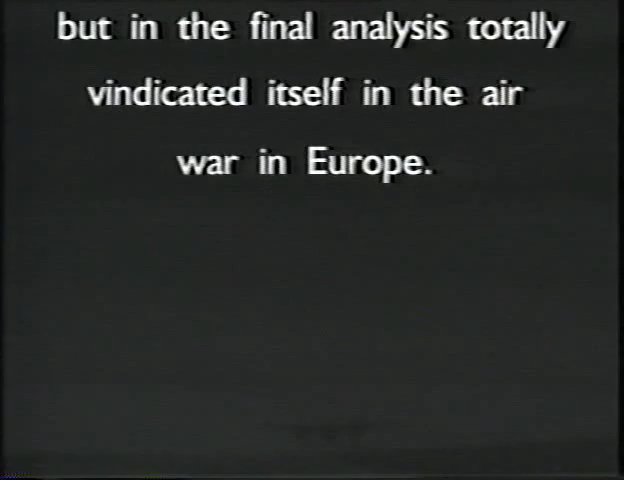 but in the final analysis totally
vindicated itself in the air
war in Europe.